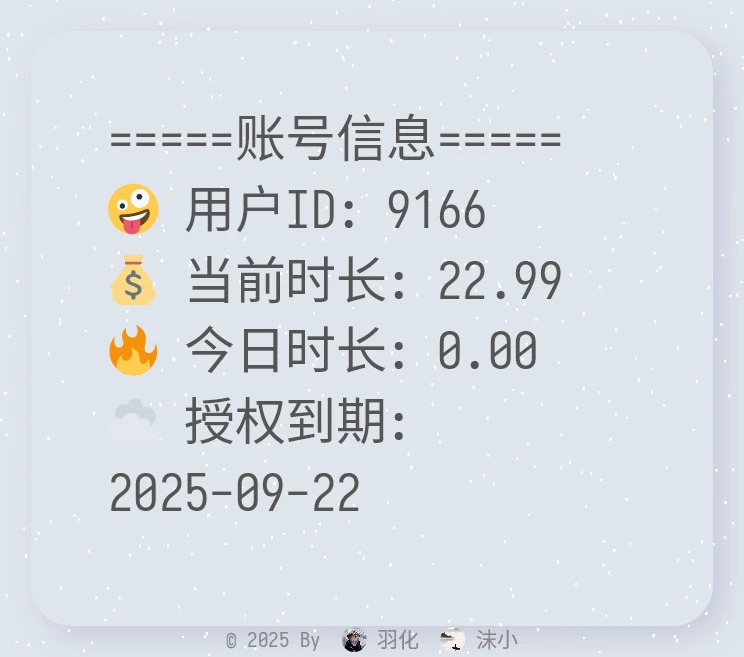 =====账号信息=====
🤪 用户ID: 9166
💰 当前时长: 22.99
🔥 今日时长: 0.00
☁️ 授权到期:
2025-09-22
© 2025 By 羽化 沫小